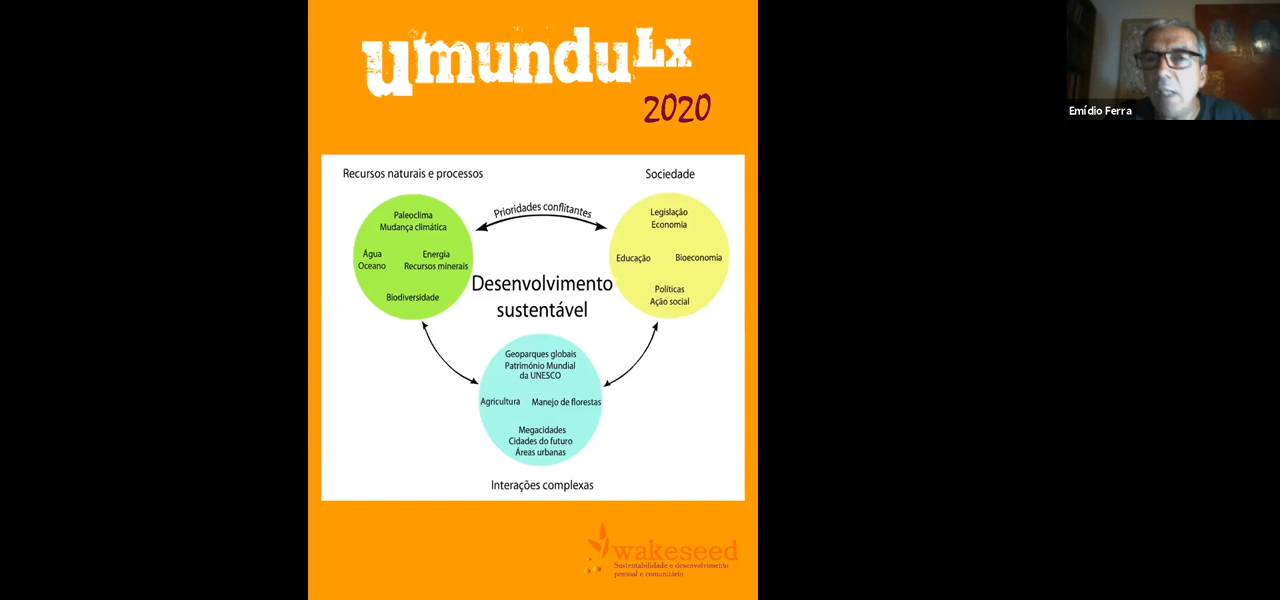 umunduLx
2020
Emídio Ferra
Recursos naturais e processos
Sociedade
Prioridades conflitantes
Paleoclima
Mudança climática
Água
Oceano
Energia
Recursos minerais
Biodiversidade
Legislação
Economia
Educação
Bioeconomia
Políticas
Ação social
Desenvolvimento
sustentável
Geoparques globais
Património Mundial
da UNESCO
Agricultura
Manejo de florestas
Megacidades
Cidades do futuro
Áreas urbanas
Interações complexas
wakeseed
Sustentabilidade e desenvolvimento
pessoal e comunitário